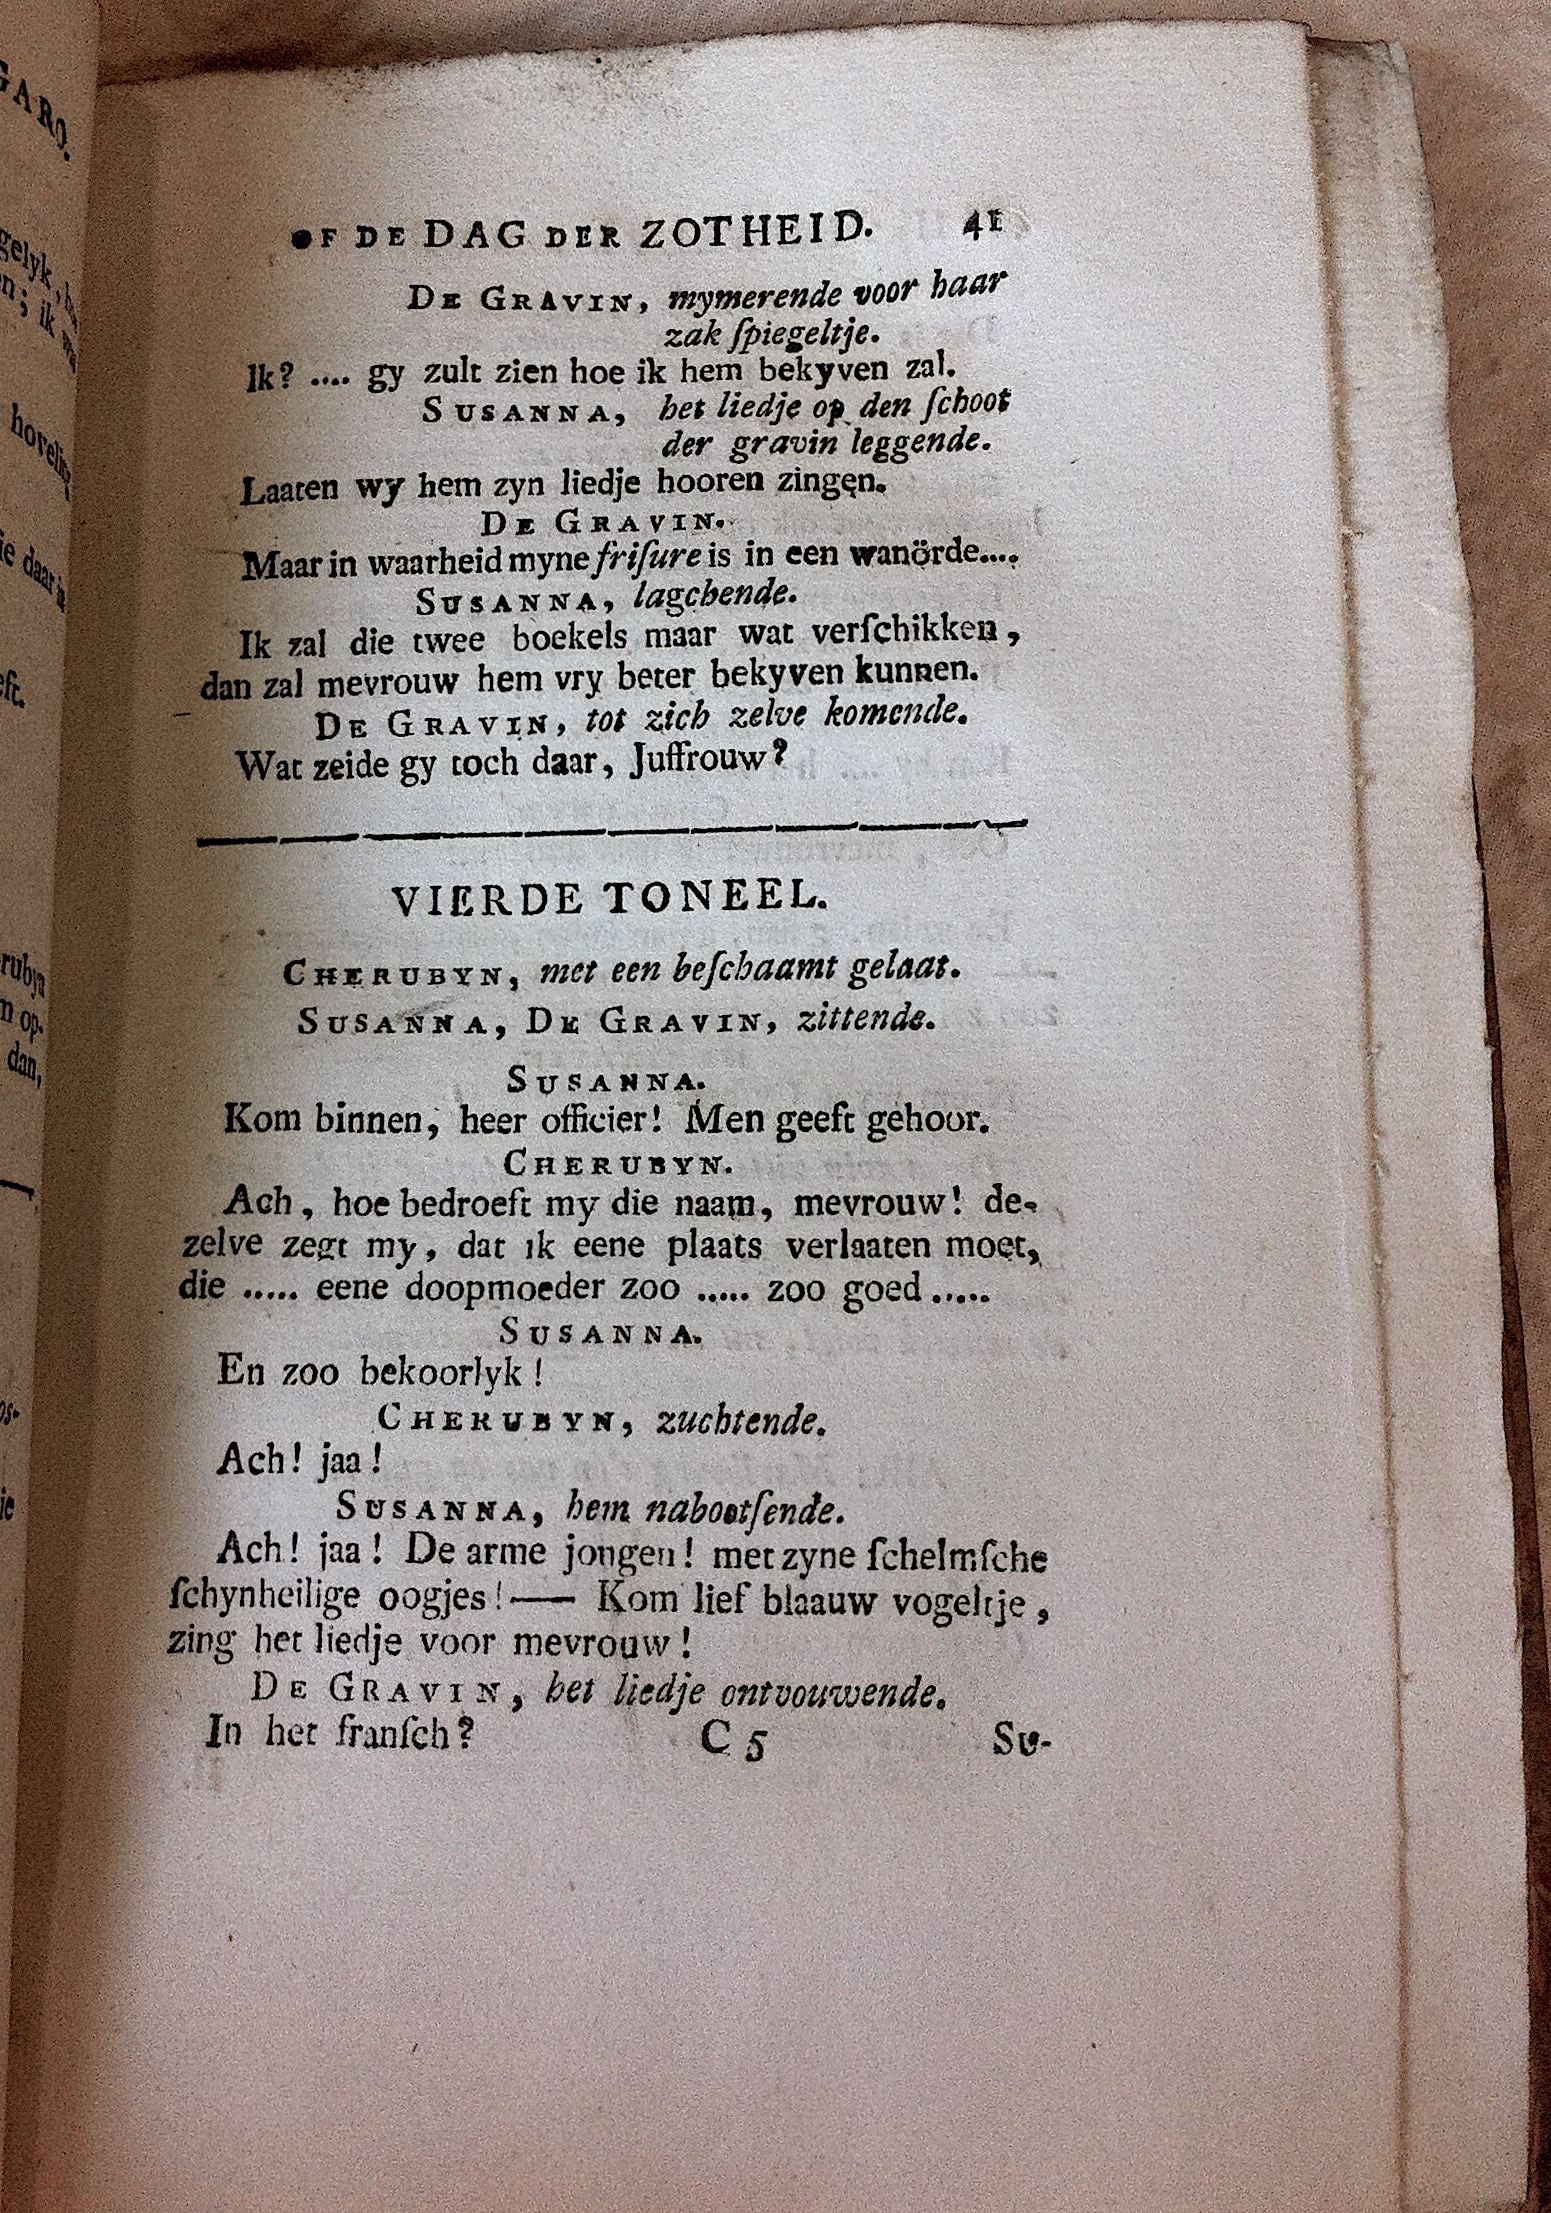 OF DE DAG DER ZOTHEID. 41
DE GRAVIN, mymerende voor haar
zak ſpiegeltje.
Ik? .... gy zult zien hoe ik hem bekyven zal.
SUSANNA, het liedje op den ſchoot
der gravin leggende.
Laaten wy hem zyn liedje hooren zingen.
DE GRAVIN.
Maar in waarheid myne friſure is in een wanörde....
SUSANNA, lagchende.
Ik zal die twee boekels maar wat verſchikken,
dan zal mevrouw hem vry beter bekyven kunnen.
DE GRAVIN, tot zich zelve komende.
Wat zeide gy toch daar, Juffrouw?
VIERDE TONEEL.
CHERUBYN, met een beſchaamt gelaat.
SUSANNA, DE GRAVIN, zittende.
SUSANNA.
Kom binnen, heer officier! Men geeft gehoor.
CHERUBYN.
Ach, hoe bedroeft my die naam, mevrouw! de-
zelve zegt my, dat ik eene plaats verlaaten moet,
die ..... eene doopmoeder zoo ..... zoo goed .....
SUSANNA.
En zoo bekoorlyk!
CHERUBYN, zuchtende.
Ach! jaa!
SUSANNA, hem nabootſende.
Ach! jaa! De arme jongen! met zyne ſchelmſche
ſchynheilige oogjes! — Kom lief blaauw vogeltje,
zing het liedje voor mevrouw!
DE GRAVIN, het liedje ontvouwende.
In het franſch? C 5 Su-